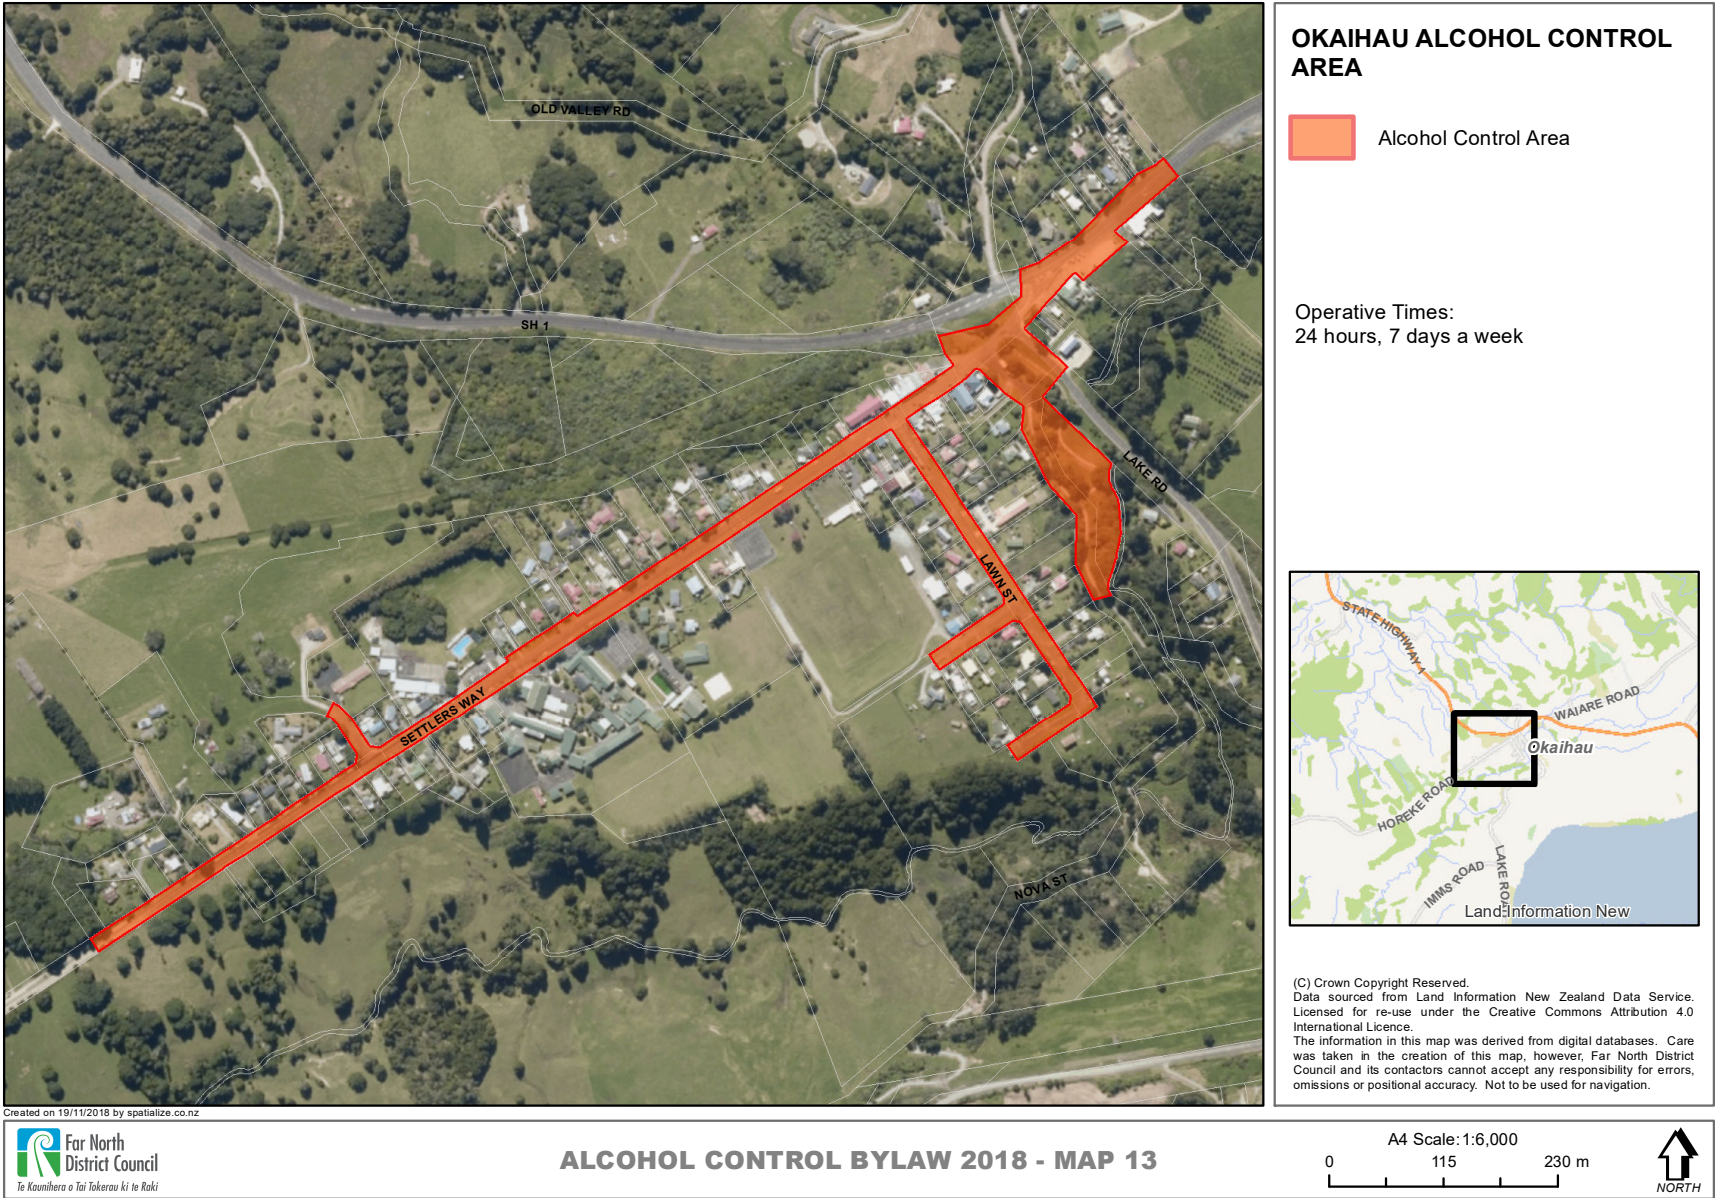 OLD VALLEY RD
SH 1
LAKE RD
LAWN ST
SETTLERS WAY
NOVA ST
Created on 19/11/2018 by spatialize.co.nz
OKAIHAU ALCOHOL CONTROL
AREA
Alcohol Control Area
Operative Times:
24 hours, 7 days a week
STATE HIGHWAY 1
WAIARE ROAD
Okaihau
HOREKE ROAD
IMMS ROAD
LAKE ROA
Land Information New
(C) Crown Copyright Reserved.
Data sourced from Land Information New Zealand Data Service.
Licensed for re-use under the Creative Commons Attribution 4.0
International Licence.
The information in this map was derived from digital databases. Care
was taken in the creation of this map, however, Far North District
Council and its contactors cannot accept any responsibility for errors,
omissions or positional accuracy. Not to be used for navigation.
Far North
District Council
Te Kaunihera o Tai Tokerau ki te Raki
ALCOHOL CONTROL BYLAW 2018 - MAP 13
A4 Scale: 1:6,000
0 115 230 m
NORTH